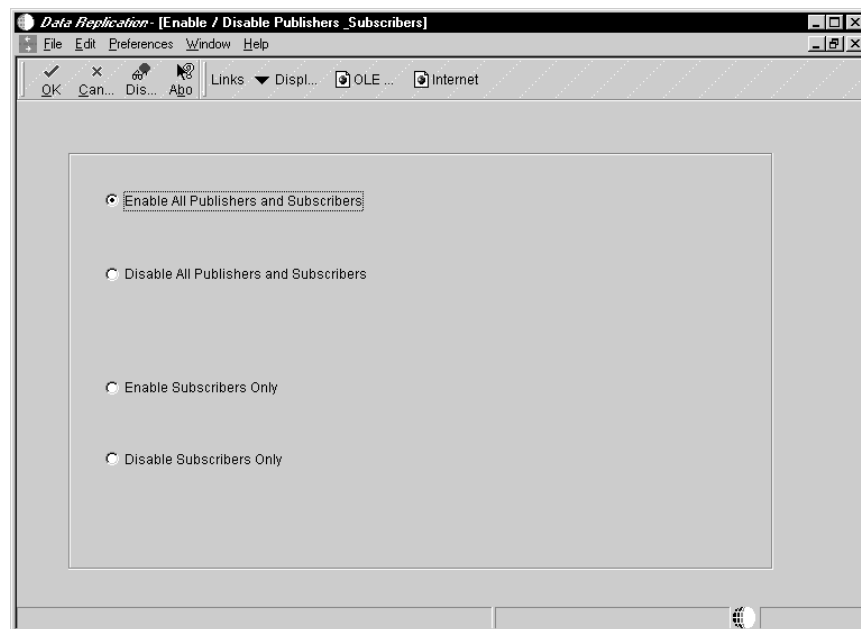 Data Replication - [Enable / Disable Publishers _Subscribers]
File Edit Preferences Window Help
OK Can... Dis... Abo Links Displ... OLE ... Internet
Enable All Publishers and Subscribers
Disable All Publishers and Subscribers
Enable Subscribers Only
Disable Subscribers Only